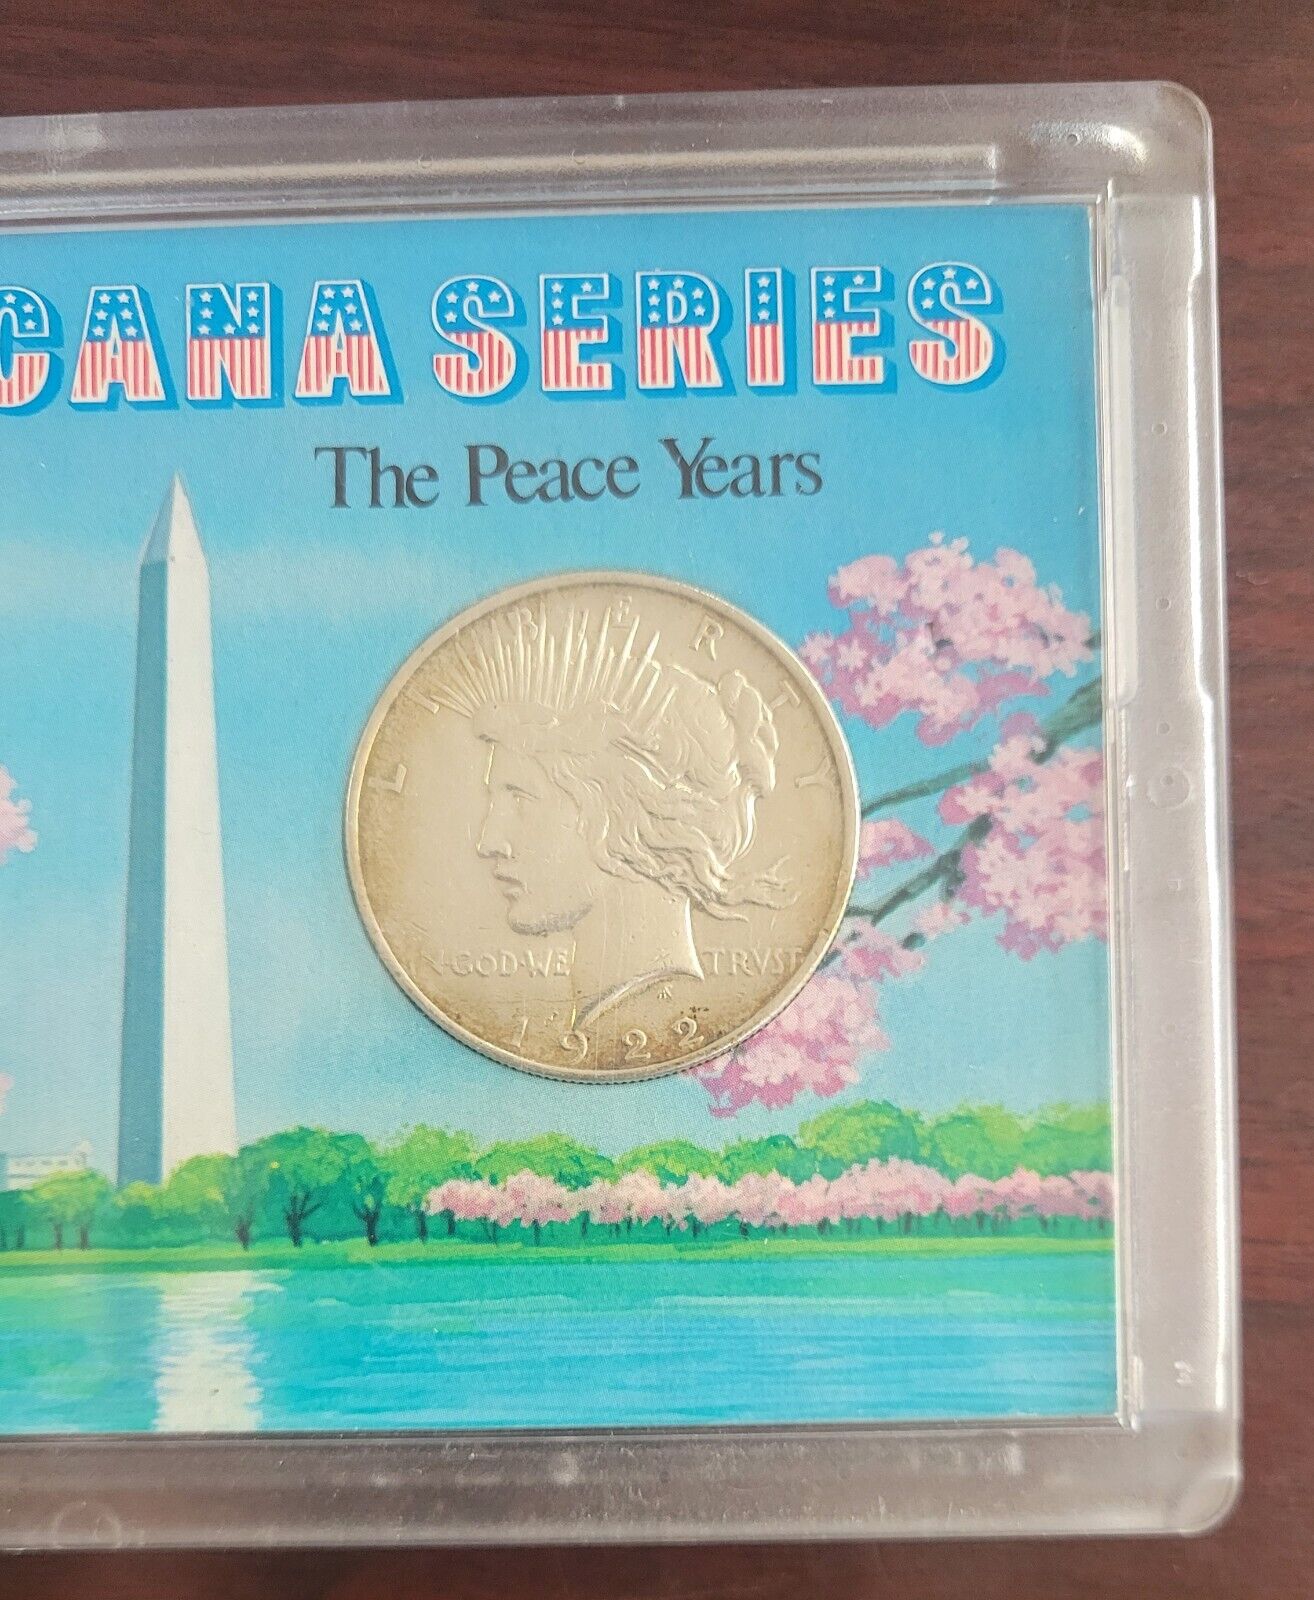 CANA SERIES
The Peace Years
LIBERTY
IN·GOD·WE TRVST
1922